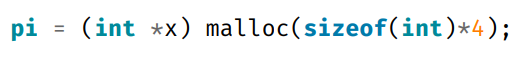 pi = (int *x) malloc(sizeof(int)*4);